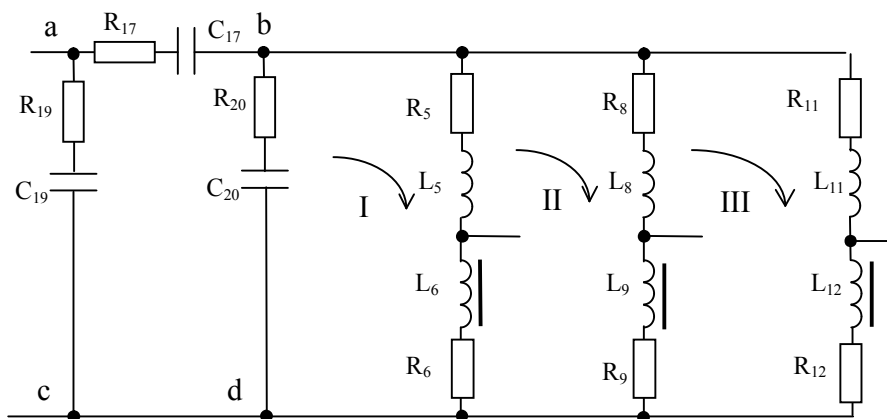 a R₁₇ C₁₇ b
R₁₉ R₂₀ R₅ R₈ R₁₁
C₁₉ C₂₀ L₅ L₈ L₁₁
I II III
L₆ L₉ L₁₂
R₆ R₉ R₁₂
c d